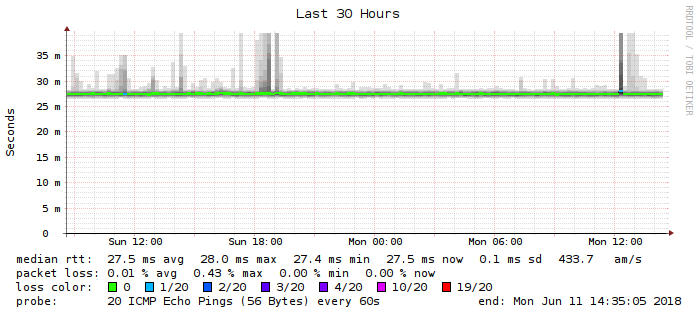 Last 30 Hours
RRDTOOL / TOBI OETIKER
Seconds
35 m
30 m
25 m
20 m
15 m
10 m
5 m
0
Sun 12:00 Sun 18:00 Mon 00:00 Mon 06:00 Mon 12:00
median rtt: 27.5 ms avg 28.0 ms max 27.4 ms min 27.5 ms now 0.1 ms sd 433.7 am/s
packet loss: 0.01 % avg 0.43 % max 0.00 % min 0.00 % now
loss color: 0 1/20 2/20 3/20 4/20 10/20 19/20
probe: 20 ICMP Echo Pings (56 Bytes) every 60s end: Mon Jun 11 14:35:05 2018